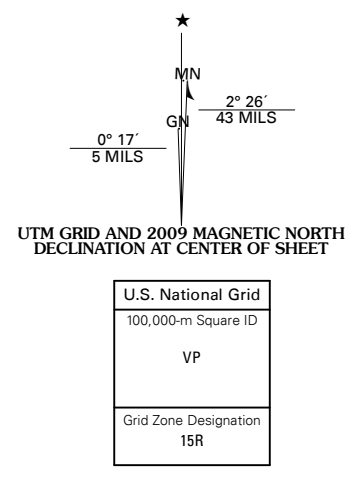 MN
GN
2° 26´
43 MILS
0° 17´
5 MILS
UTM GRID AND 2009 MAGNETIC NORTH
DECLINATION AT CENTER OF SHEET
U.S. National Grid
100,000-m Square ID
VP
Grid Zone Designation
15R